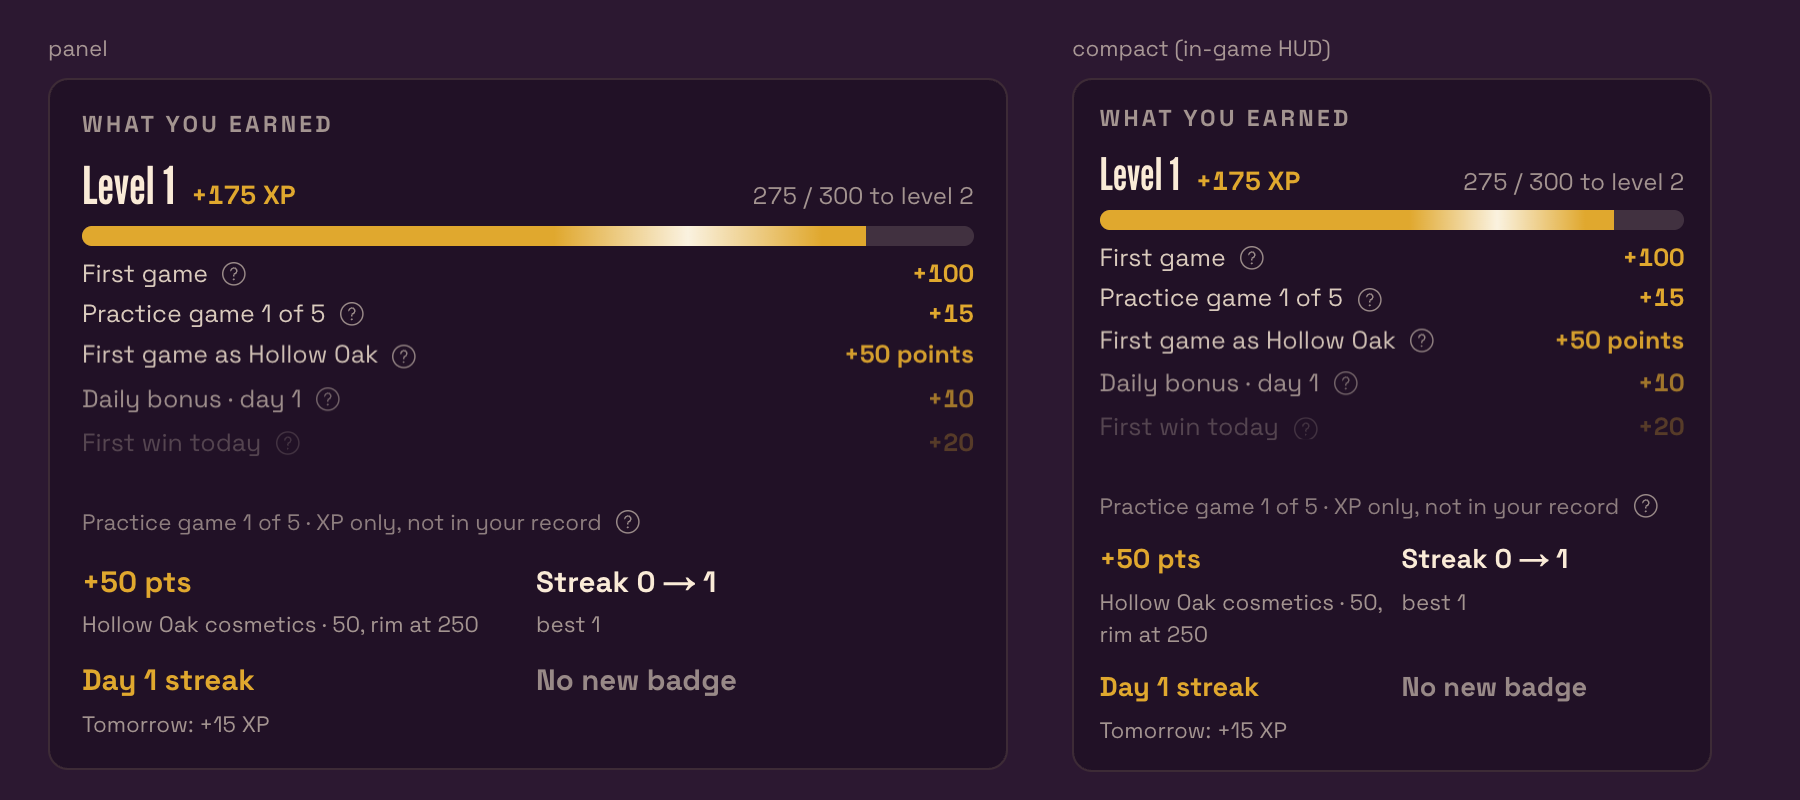 panel
WHAT YOU EARNED
Level 1 +175 XP 275 / 300 to level 2
First game ? +100
Practice game 1 of 5 ? +15
First game as Hollow Oak ? +50 points
Daily bonus · day 1 ? +10
First win today ? +20
Practice game 1 of 5 · XP only, not in your record ?
+50 pts Streak 0 → 1
Hollow Oak cosmetics · 50, rim at 250 best 1
Day 1 streak No new badge
Tomorrow: +15 XP
compact (in-game HUD)
WHAT YOU EARNED
Level 1 +175 XP 275 / 300 to level 2
First game ? +100
Practice game 1 of 5 ? +15
First game as Hollow Oak ? +50 points
Daily bonus · day 1 ? +10
First win today ? +20
Practice game 1 of 5 · XP only, not in your record ?
+50 pts Streak 0 → 1
Hollow Oak cosmetics · 50, best 1
rim at 250
Day 1 streak No new badge
Tomorrow: +15 XP